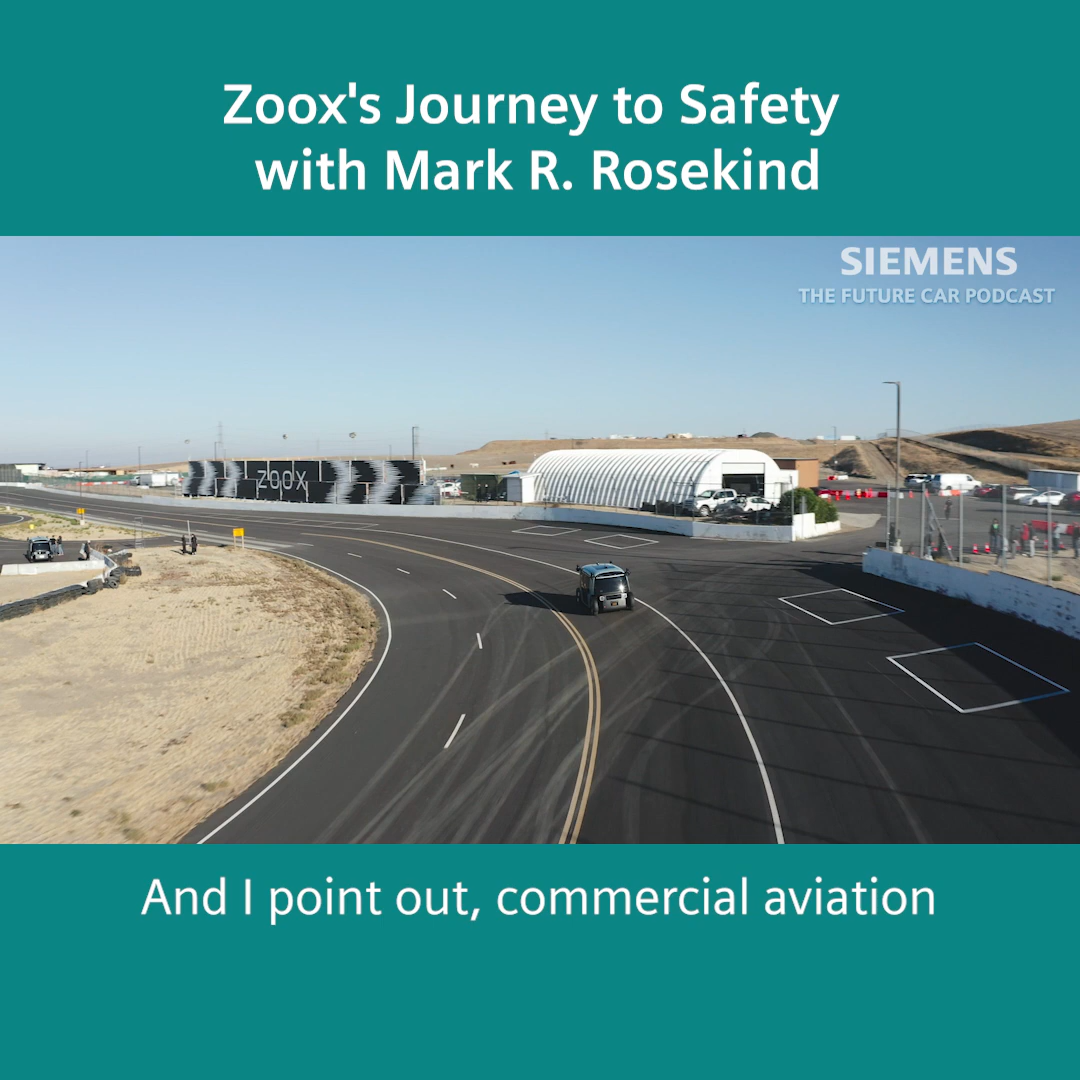 Zoox's Journey to Safety
with Mark R. Rosekind
SIEMENS
THE FUTURE CAR PODCAST
ZOOX
And I point out, commercial aviation